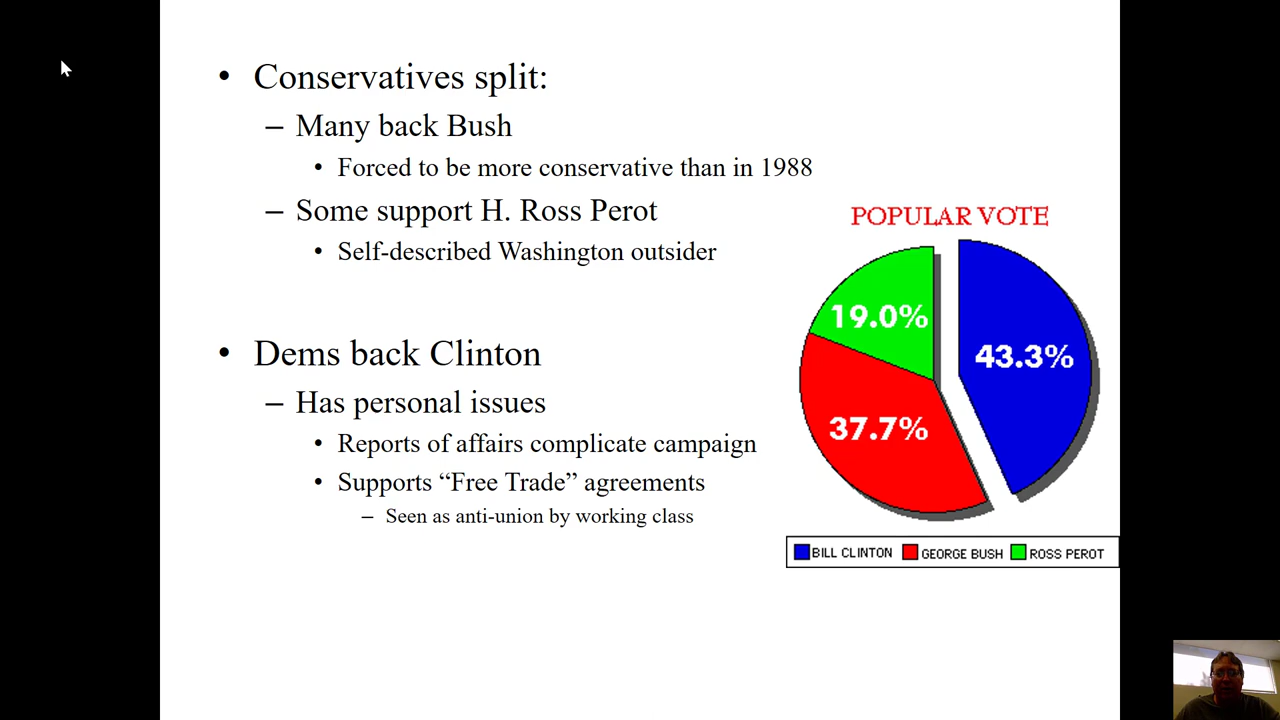 • Conservatives split:
– Many back Bush
• Forced to be more conservative than in 1988
– Some support H. Ross Perot
• Self-described Washington outsider
• Dems back Clinton
– Has personal issues
• Reports of affairs complicate campaign
• Supports “Free Trade” agreements
– Seen as anti-union by working class
POPULAR VOTE
19.0%
43.3%
37.7%
BILL CLINTON GEORGE BUSH ROSS PEROT